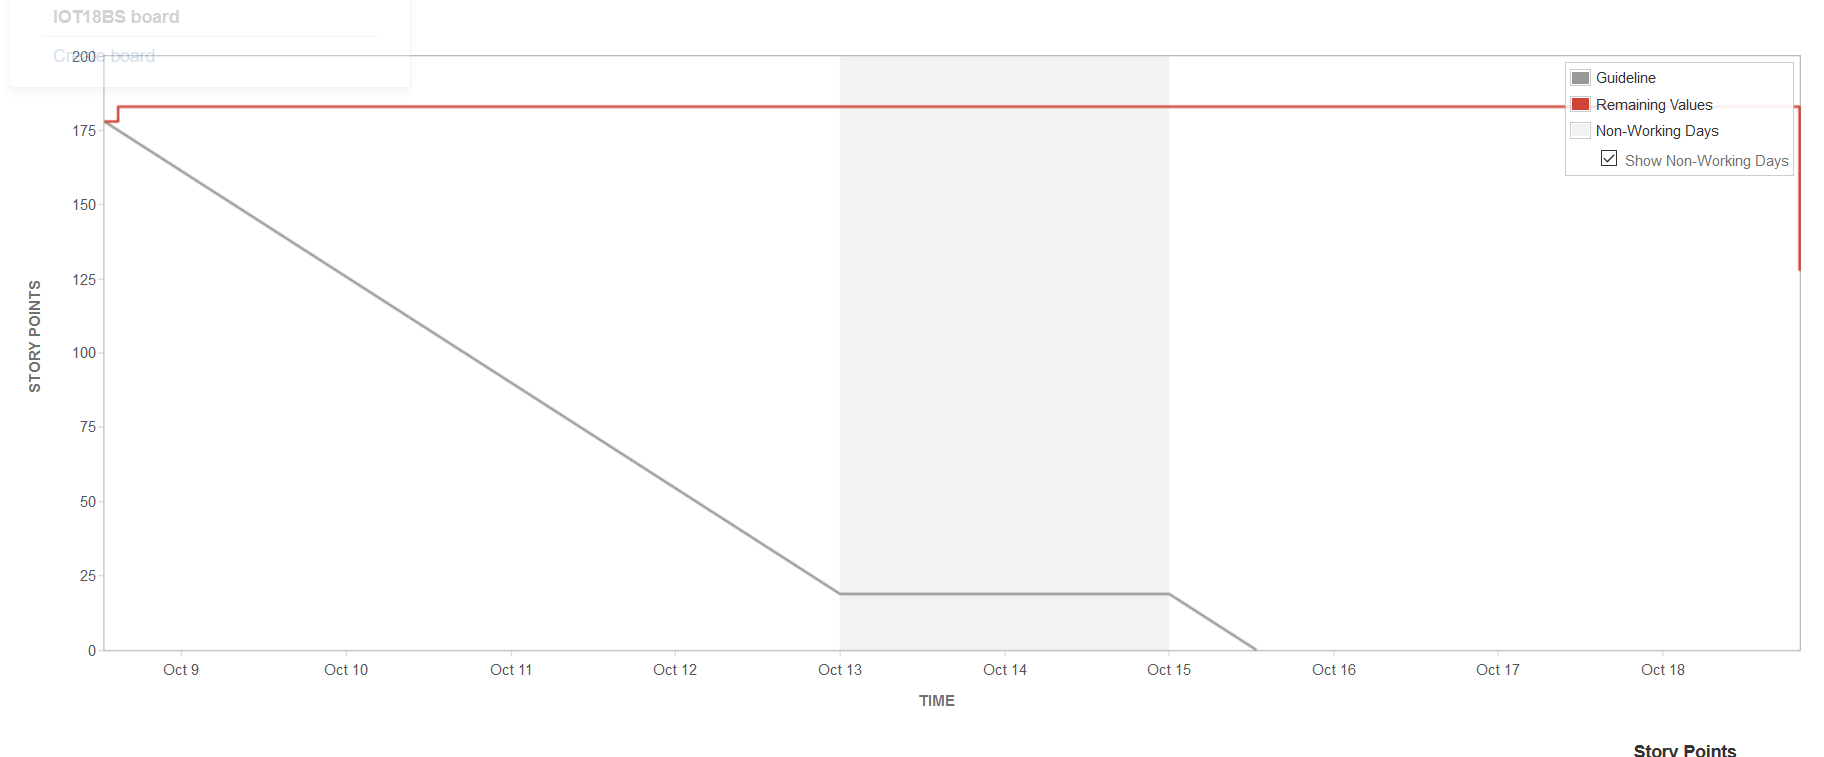 IOT18BS board
Create board
200
175
150
125
100
75
50
25
0
STORY POINTS
Guideline
Remaining Values
Non-Working Days
Show Non-Working Days
Oct 9 Oct 10 Oct 11 Oct 12 Oct 13 Oct 14 Oct 15 Oct 16 Oct 17 Oct 18
TIME
Story Points